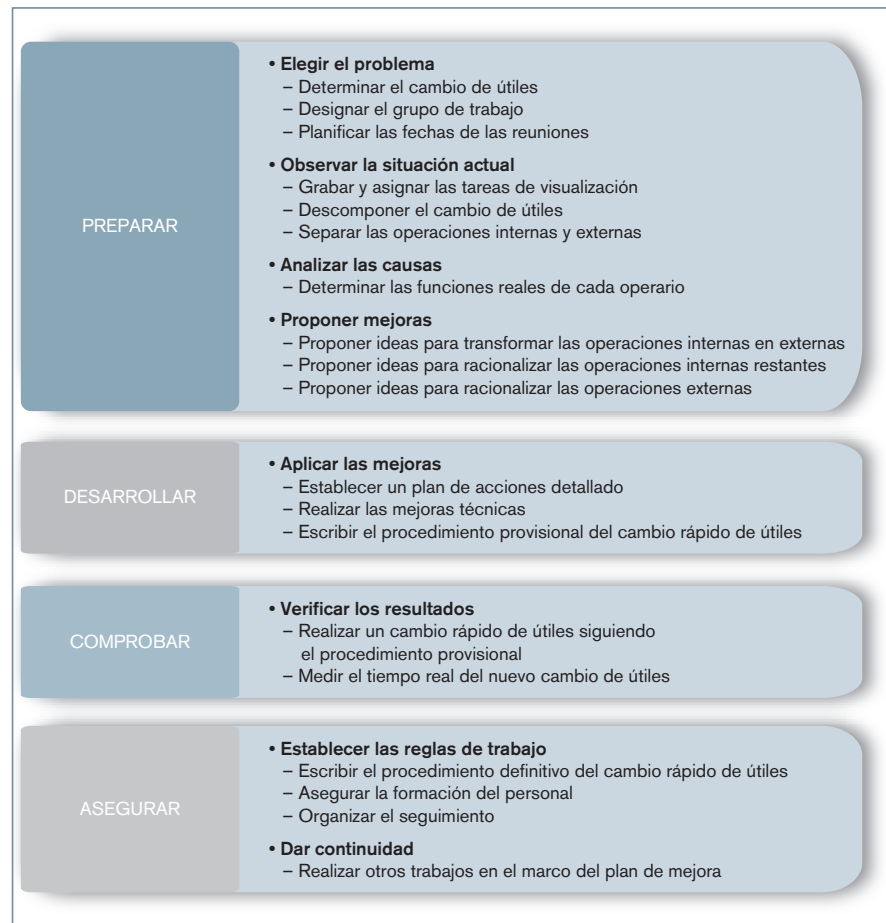 PREPARAR
• Elegir el problema
– Determinar el cambio de útiles
– Designar el grupo de trabajo
– Planificar las fechas de las reuniones
• Observar la situación actual
– Grabar y asignar las tareas de visualización
– Descomponer el cambio de útiles
– Separar las operaciones internas y externas
• Analizar las causas
– Determinar las funciones reales de cada operario
• Proponer mejoras
– Proponer ideas para transformar las operaciones internas en externas
– Proponer ideas para racionalizar las operaciones internas restantes
– Proponer ideas para racionalizar las operaciones externas
DESARROLLAR
• Aplicar las mejoras
– Establecer un plan de acciones detallado
– Realizar las mejoras técnicas
– Escribir el procedimiento provisional del cambio rápido de útiles
COMPROBAR
• Verificar los resultados
– Realizar un cambio rápido de útiles siguiendo
el procedimiento provisional
– Medir el tiempo real del nuevo cambio de útiles
ASEGURAR
• Establecer las reglas de trabajo
– Escribir el procedimiento definitivo del cambio rápido de útiles
– Asegurar la formación del personal
– Organizar el seguimiento
• Dar continuidad
– Realizar otros trabajos en el marco del plan de mejora